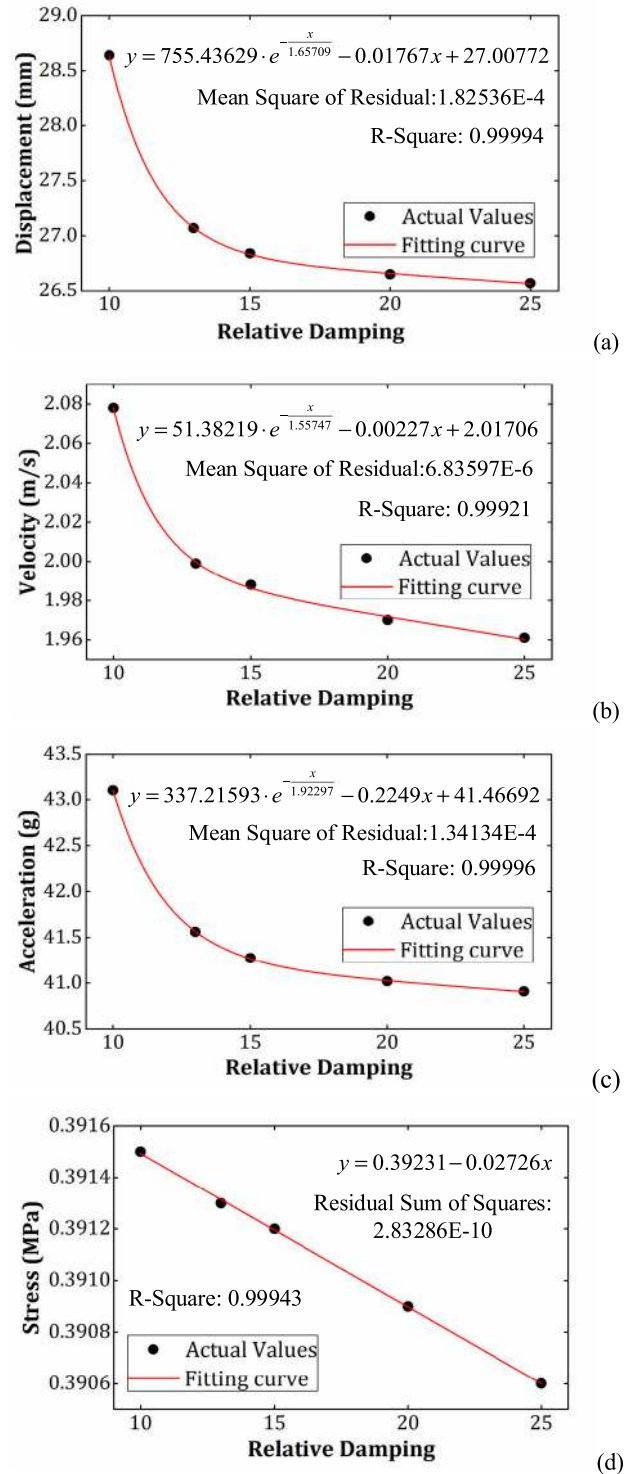 29.0
28.5
28.0
27.5
27.0
26.5
Displacement (mm)
y = 755.43629 · e^{-x/1.65709} − 0.01767x + 27.00772
Mean Square of Residual:1.82536E-4
R-Square: 0.99994
Actual Values
Fitting curve
10 15 20 25
Relative Damping
(a)
2.08
2.06
2.04
2.02
2.00
1.98
1.96
Velocity (m/s)
y = 51.38219 · e^{-x/1.55747} − 0.00227x + 2.01706
Mean Square of Residual:6.83597E-6
R-Square: 0.99921
Actual Values
Fitting curve
10 15 20 25
Relative Damping
(b)
43.5
43.0
42.5
42.0
41.5
41.0
40.5
Acceleration (g)
y = 337.21593 · e^{-x/1.92297} − 0.2249x + 41.46692
Mean Square of Residual:1.34134E-4
R-Square: 0.99996
Actual Values
Fitting curve
10 15 20 25
Relative Damping
(c)
0.3916
0.3914
0.3912
0.3910
0.3908
0.3906
Stress (MPa)
y = 0.39231 − 0.02726x
Residual Sum of Squares:
2.83286E-10
R-Square: 0.99943
Actual Values
Fitting curve
10 15 20 25
Relative Damping
(d)